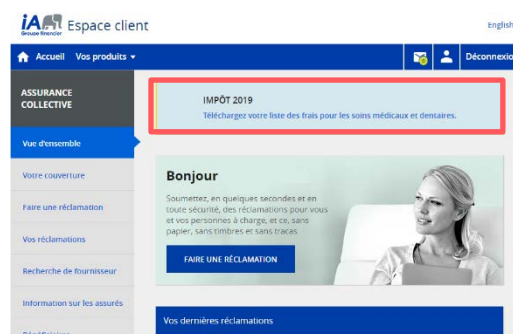 iA
Groupe financier
Espace client
English
Accueil Vos produits
Déconnexio
ASSURANCE
COLLECTIVE
IMPÔT 2019
Téléchargez votre liste des frais pour les soins médicaux et dentaires.
Vue d'ensemble
Votre couverture
Faire une réclamation
Vos réclamations
Recherche de fournisseur
Information sur les assurés
Bénéficiaires
Bonjour
Soumettez, en quelques secondes et en
toute sécurité, des réclamations pour vous
et vos personnes à charge, et ce, sans
papier, sans timbres et sans tracas
FAIRE UNE RÉCLAMATION
Vos dernières réclamations